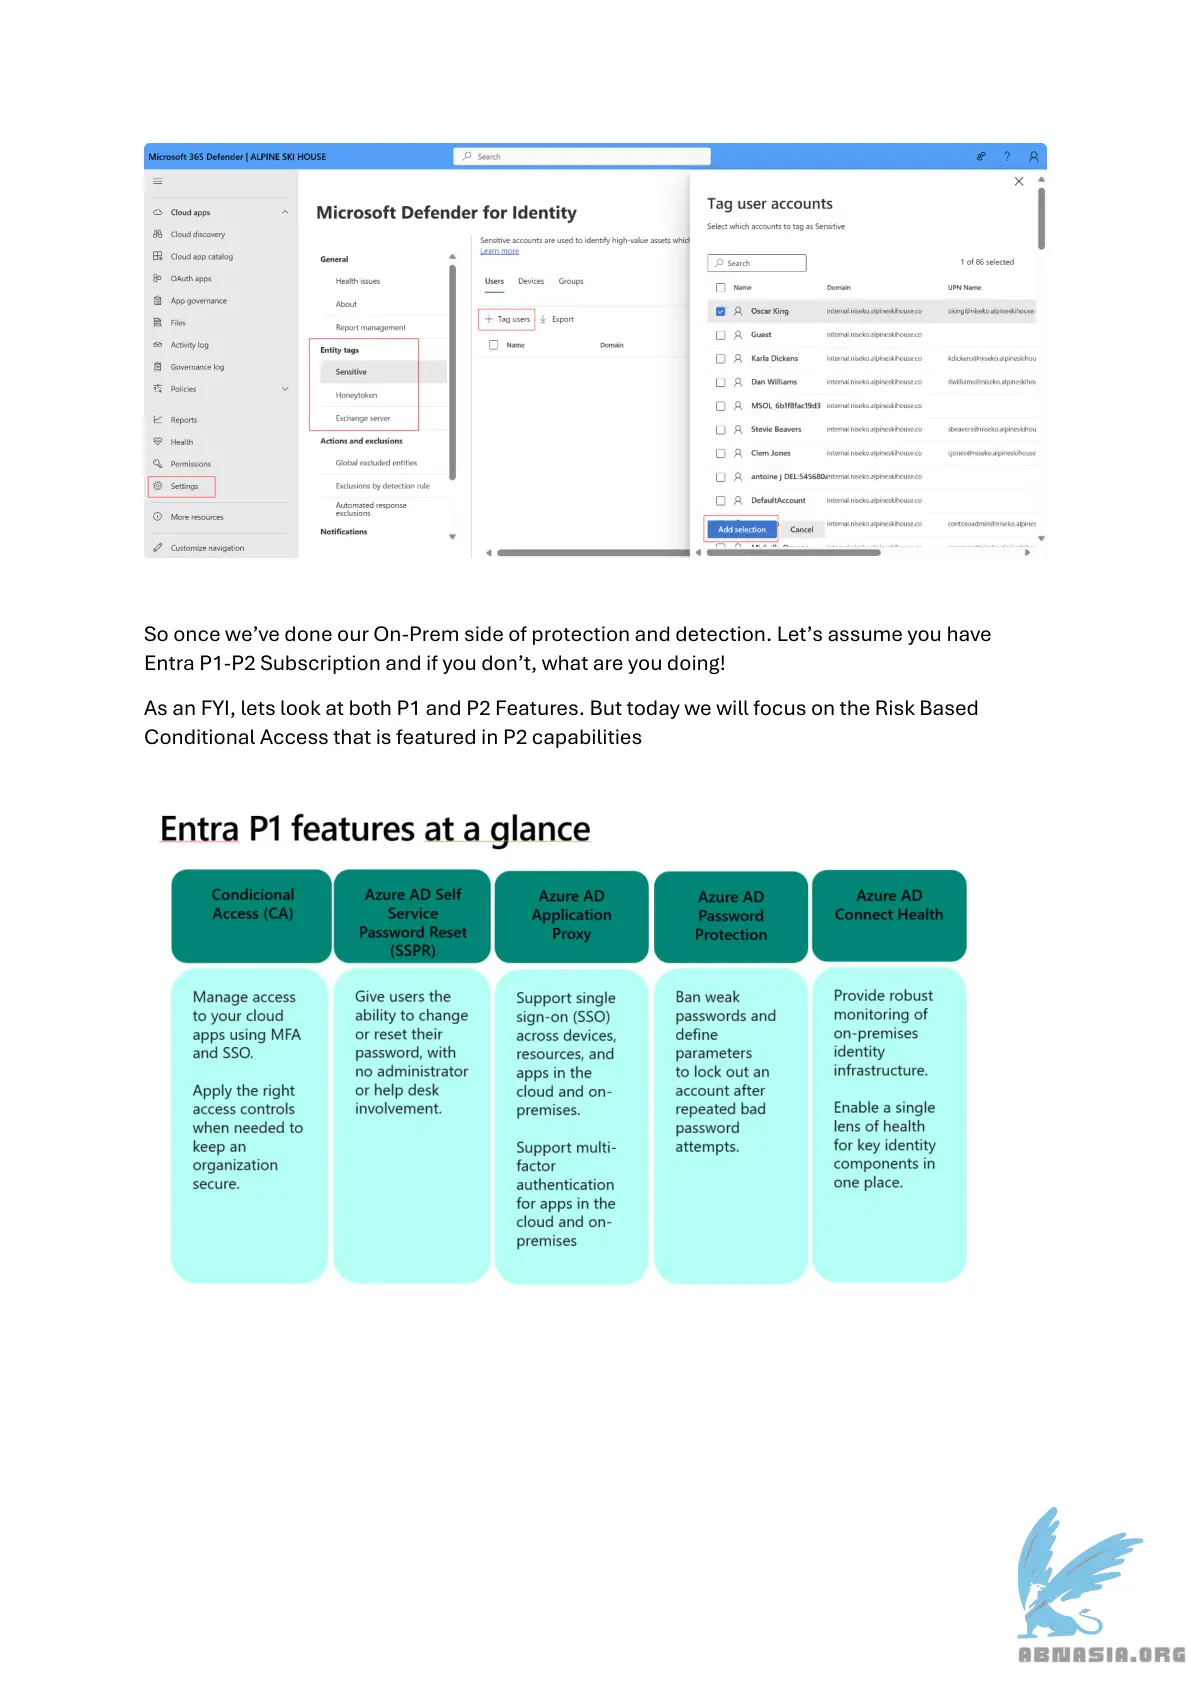 Microsoft 365 Defender | ALPINE SKI HOUSE
Search
Cloud apps
Cloud discovery
Cloud app catalog
OAuth apps
App governance
Files
Activity log
Governance log
Policies
Reports
Health
Permissions
Settings
More resources
Customize navigation
Microsoft Defender for Identity
General
Health issues
About
Report management
Entity tags
Sensitive
Honeytoken
Exchange server
Actions and exclusions
Global excluded entities
Exclusions by detection rule
Automated response
exclusions
Notifications
Sensitive accounts are used to identify high-value assets whic
Learn more
Users Devices Groups
Tag users Export
Name Domain
Tag user accounts
Select which accounts to tag as Sensitive
Search 1 of 86 selected
Name Domain UPN Name
Oscar King internal.niseko.alpineskihouse.co oking@niseko.alpineskihouse.
Guest internal.niseko.alpineskihouse.co
Karla Dickens internal.niseko.alpineskihouse.co kdickens@niseko.alpineskihou
Dan Williams internal.niseko.alpineskihouse.co dwilliams@niseko.alpineskihou
MSOL_6b1f8fac19d3 internal.niseko.alpineskihouse.co
Stevie Beavers internal.niseko.alpineskihouse.co sbeavers@niseko.alpineskihou
Clem Jones internal.niseko.alpineskihouse.co cjones@niseko.alpineskihouse
antoine j DEL:545680 internal.niseko.alpineskihouse.co
DefaultAccount internal.niseko.alpineskihouse.co
internal.niseko.alpineskihouse.co contosoadmin@niseko.alpines
Add selection Cancel
So once we’ve done our On-Prem side of protection and detection. Let’s assume you have
Entra P1-P2 Subscription and if you don’t, what are you doing!
As an FYI, lets look at both P1 and P2 Features. But today we will focus on the Risk Based
Conditional Access that is featured in P2 capabilities
Entra P1 features at a glance
Condicional
Access (CA)
Manage access
to your cloud
apps using MFA
and SSO.
Apply the right
access controls
when needed to
keep an
organization
secure.
Azure AD Self
Service
Password Reset
(SSPR)
Give users the
ability to change
or reset their
password, with
no administrator
or help desk
involvement.
Azure AD
Application
Proxy
Support single
sign-on (SSO)
across devices,
resources, and
apps in the
cloud and on-
premises.
Support multi-
factor
authentication
for apps in the
cloud and on-
premises
Azure AD
Password
Protection
Ban weak
passwords and
define
parameters
to lock out an
account after
repeated bad
password
attempts.
Azure AD
Connect Health
Provide robust
monitoring of
on-premises
identity
infrastructure.
Enable a single
lens of health
for key identity
components in
one place.
ABNASIA.ORG